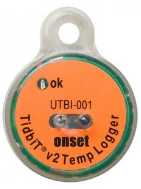 ok
UTBI-001
onset
TidbiT® v2 Temp Logger